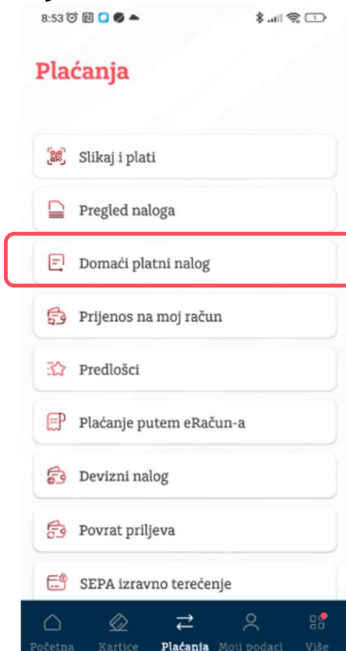 8:53
Plaćanja
Slikaj i plati
Pregled naloga
Domaći platni nalog
Prijenos na moj račun
Predlošci
Plaćanje putem eRačun-a
Devizni nalog
Povrat priljeva
SEPA izravno terećenje
Početna Kartice Plaćanja Moji podaci Više